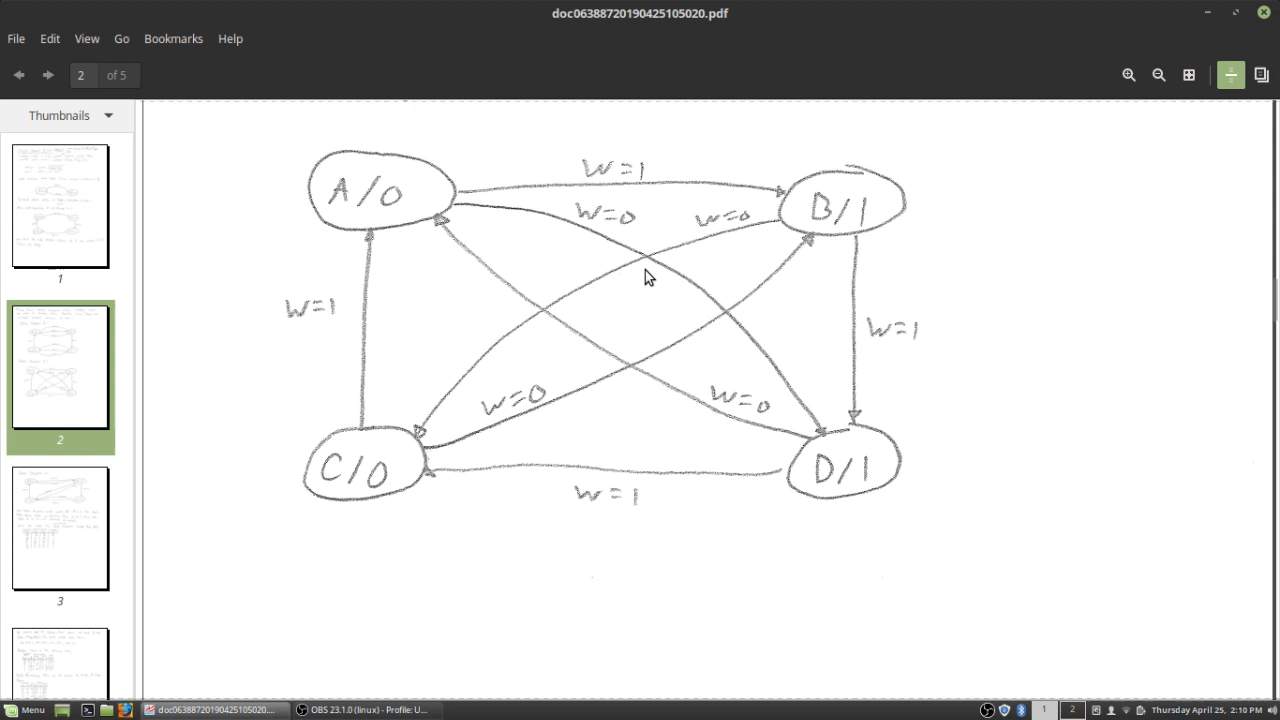 doc06388720190425105020.pdf
File Edit View Go Bookmarks Help
2 of 5
Thumbnails
1
2
3
W=1
A/0
B/1
W=0
W=0
W=1
W=1
W=0
W=0
C/0
D/1
W=1
Menu
doc06388720190425105020....
OBS 23.1.0 (linux) - Profile: U...
1
2
Thursday April 25, 2:10 PM